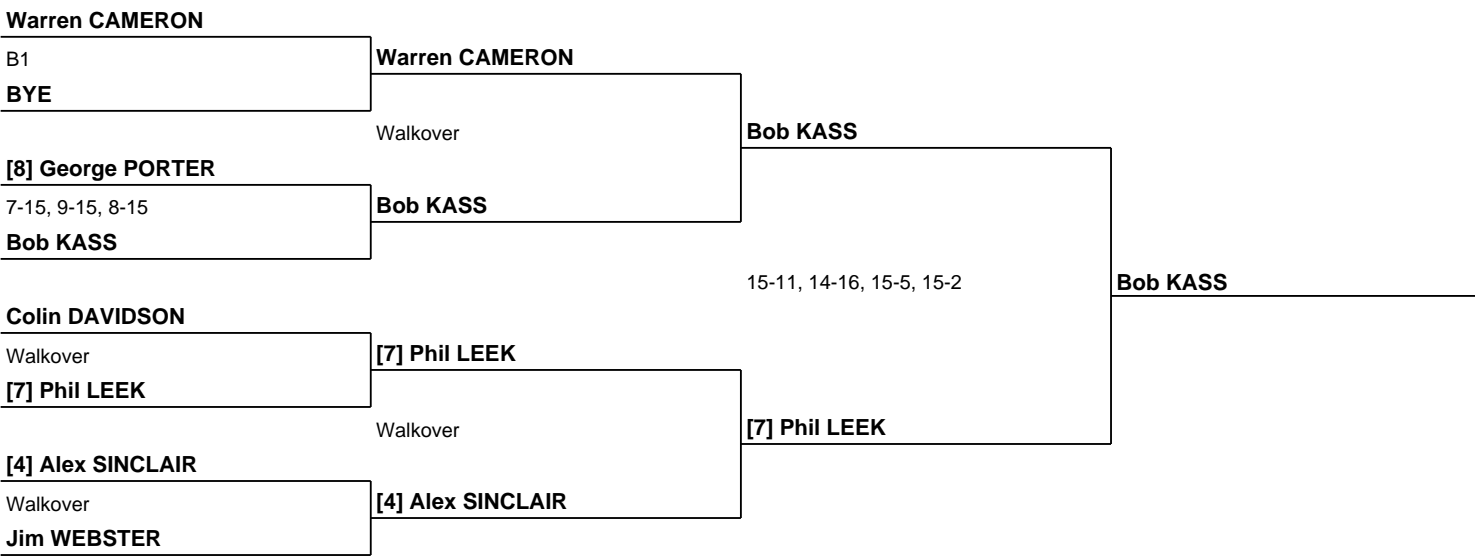 Warren CAMERON
B1
BYE
Warren CAMERON
Walkover
Bob KASS
[8] George PORTER
7-15, 9-15, 8-15
Bob KASS
Bob KASS
15-11, 14-16, 15-5, 15-2
Bob KASS
Colin DAVIDSON
Walkover
[7] Phil LEEK
[7] Phil LEEK
Walkover
[7] Phil LEEK
[4] Alex SINCLAIR
Walkover
Jim WEBSTER
[4] Alex SINCLAIR